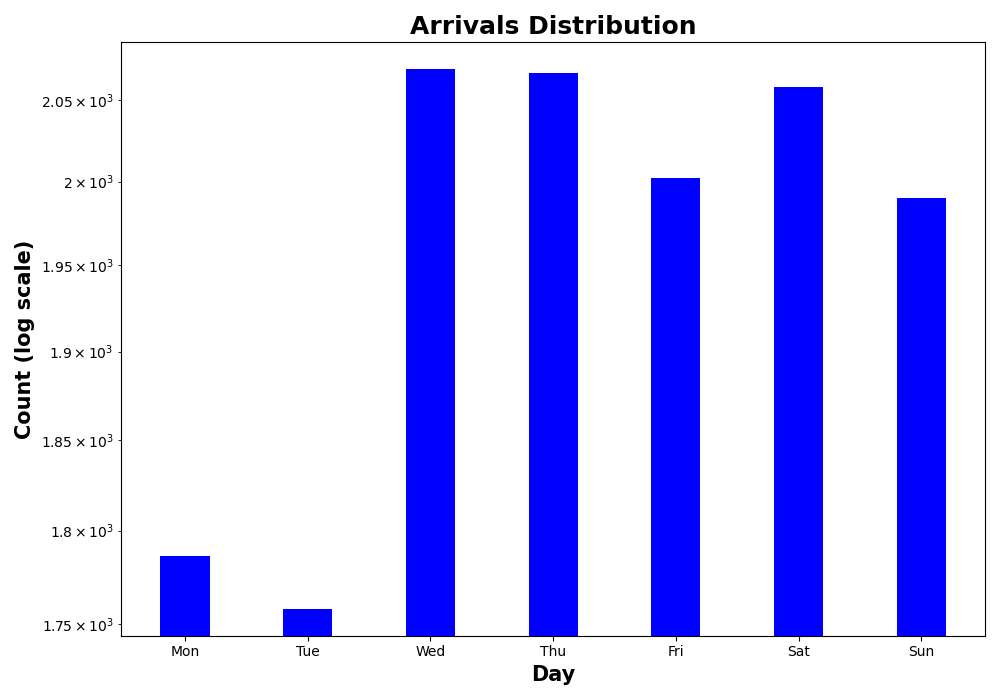 Arrivals Distribution
Count (log scale)
2.05 × 10³
2 × 10³
1.95 × 10³
1.9 × 10³
1.85 × 10³
1.8 × 10³
1.75 × 10³
Mon Tue Wed Thu Fri Sat Sun
Day